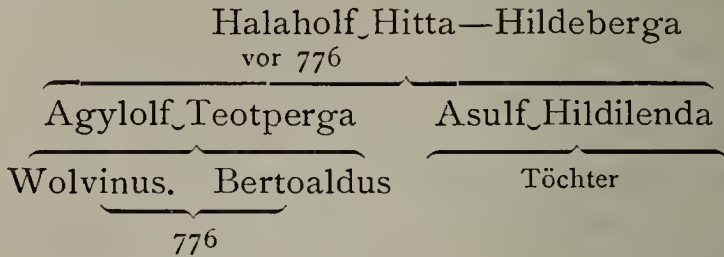 Halaholf‿Hitta—Hildeberga
vor 776
Agylolf‿Teotperga Asulf‿Hildilenda
Wolvinus. Bertoaldus Töchter
776